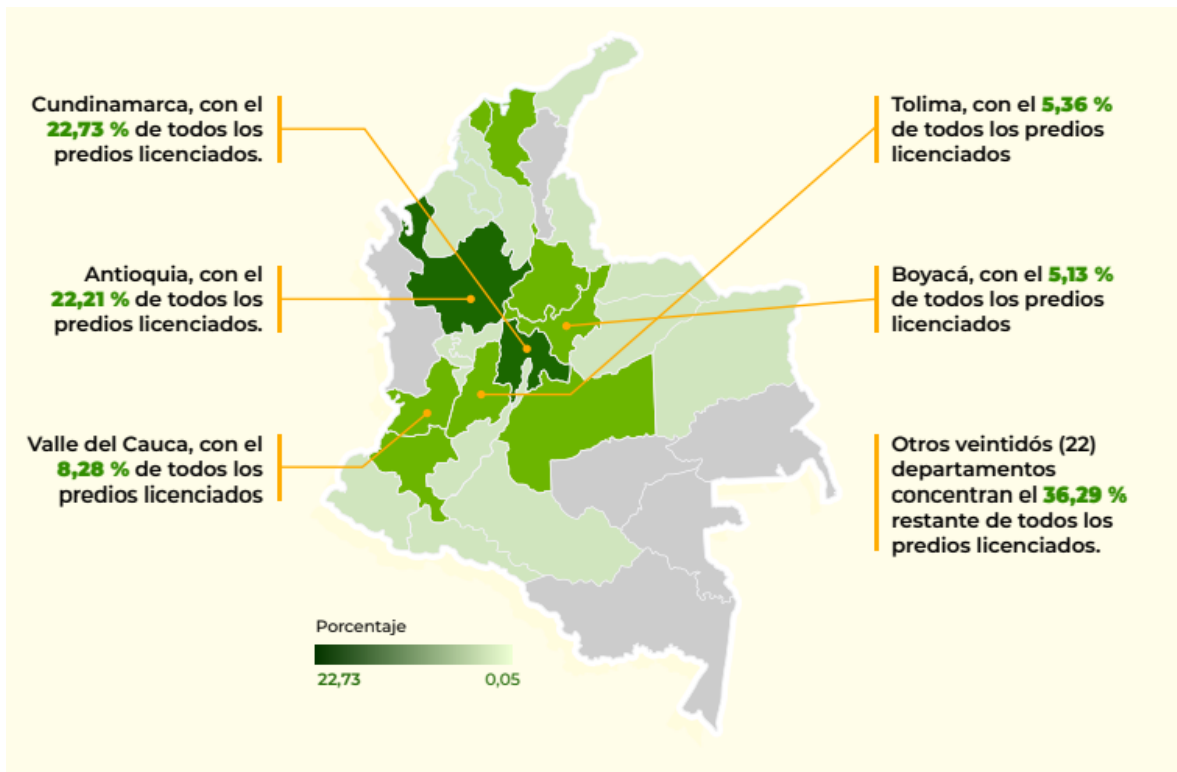 Cundinamarca, con el
22,73 % de todos los
predios licenciados.
Antioquia, con el
22,21 % de todos los
predios licenciados.
Valle del Cauca, con el
8,28 % de todos los
predios licenciados
Tolima, con el 5,36 %
de todos los predios
licenciados
Boyacá, con el 5,13 %
de todos los predios
licenciados
Otros veintidós (22)
departamentos
concentran el 36,29 %
restante de todos los
predios licenciados.
Porcentaje
22,73 0,05